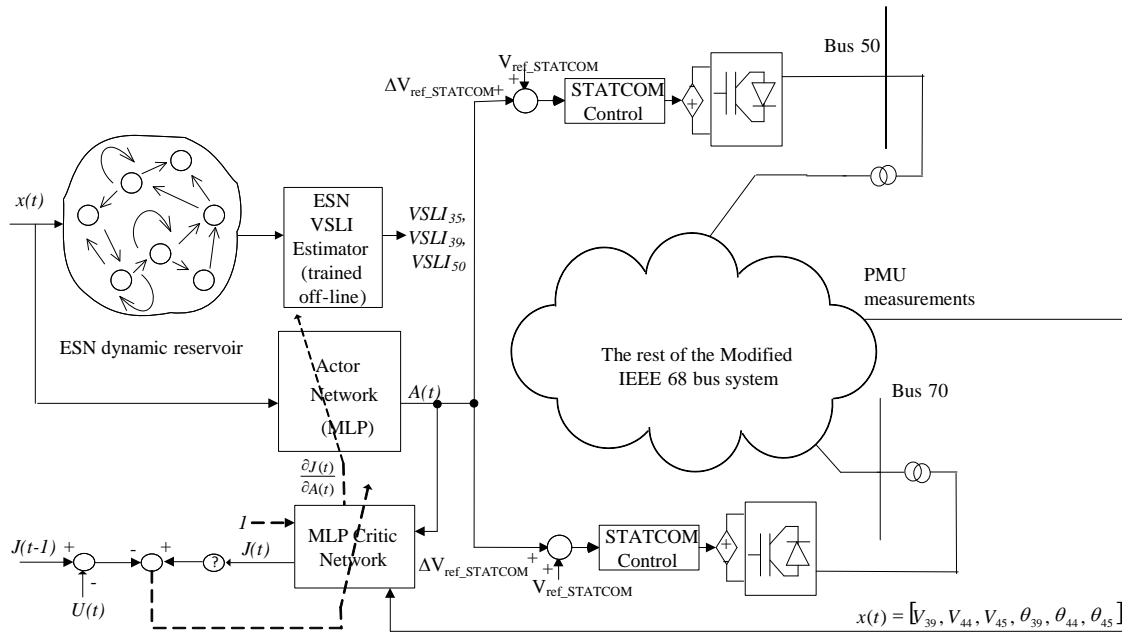 Bus 50
V_ref_STATCOM
+
ΔV_ref_STATCOM +
STATCOM
Control
+
x(t)
ESN
VSLI
Estimator
(trained
off-line)
VSLI_35,
VSLI_39,
VSLI_50
PMU
measurements
ESN dynamic reservoir
The rest of the Modified
IEEE 68 bus system
Actor
Network
(MLP)
A(t)
Bus 70
∂J(t)
∂A(t)
1
MLP Critic
Network
J(t-1) + - + ? J(t)
-
U(t)
STATCOM
Control
+
ΔV_ref_STATCOM +
+
V_ref_STATCOM
x(t) = [V_39, V_44, V_45, θ_39, θ_44, θ_45]